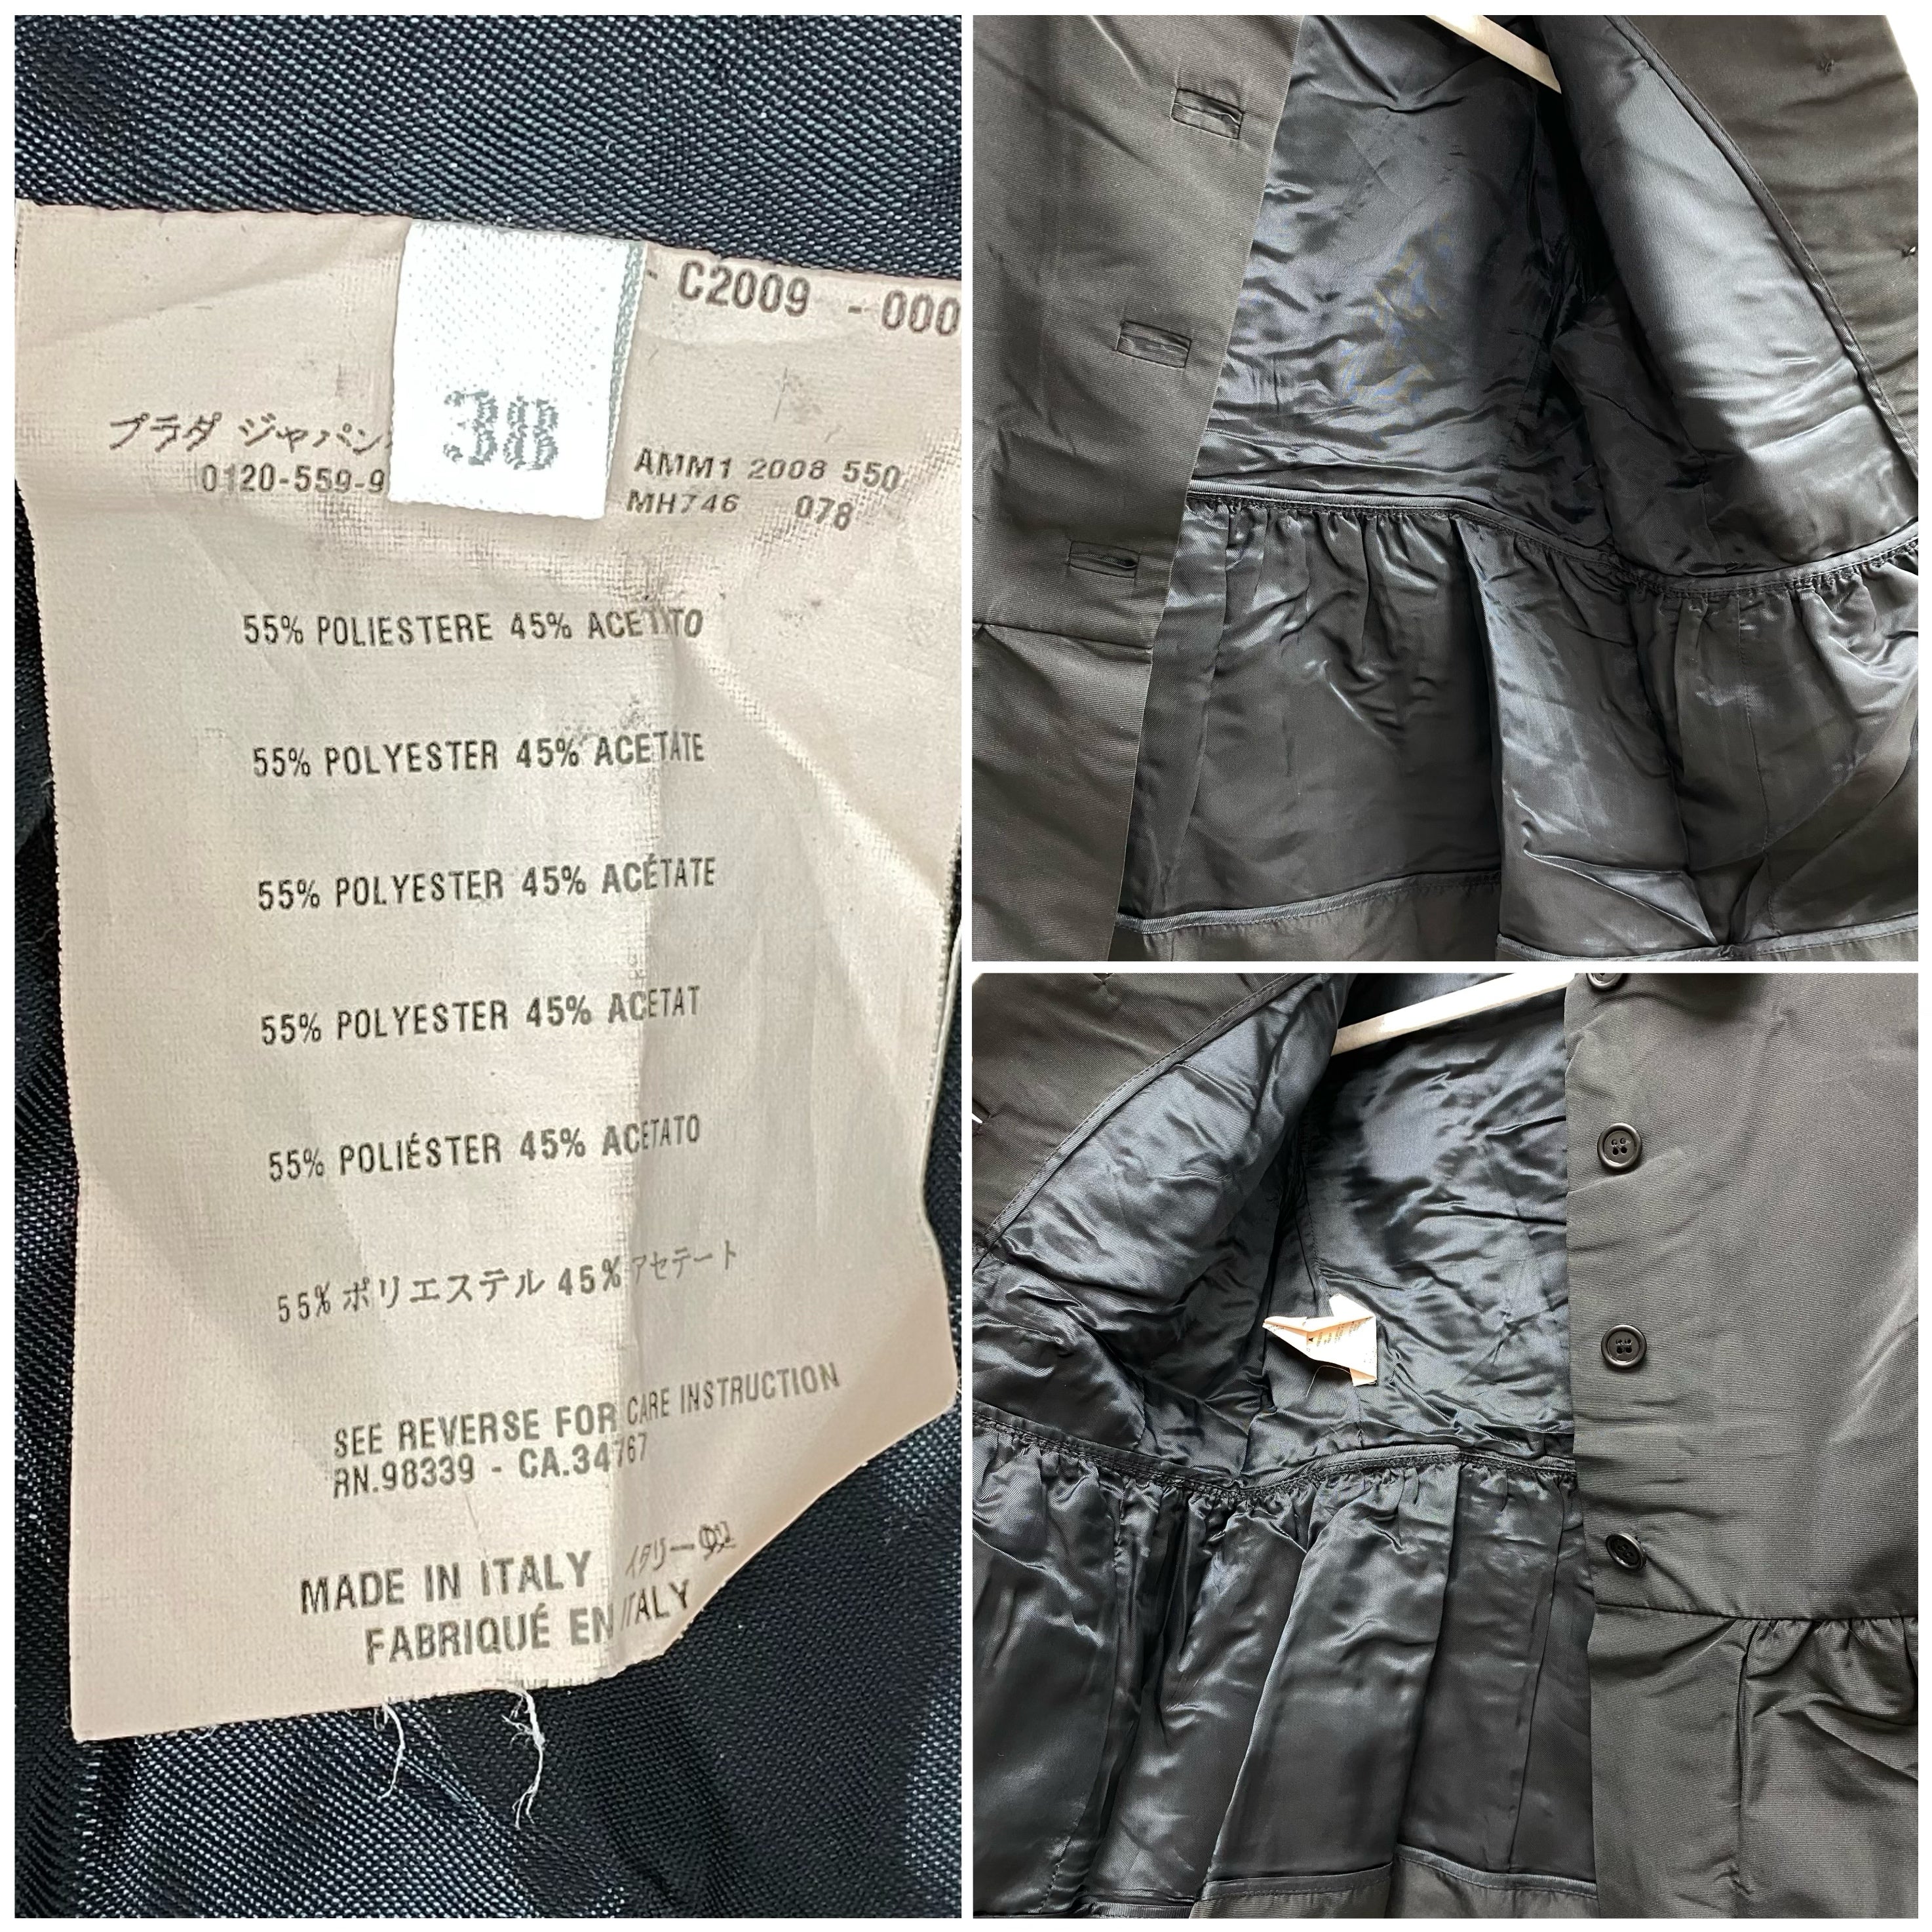 38
- C2009 - 000
プラダ ジャパン
0120-559-9
AMM1 2008 550
MH746 078
55% POLIESTERE 45% ACETATO
55% POLYESTER 45% ACETATE
55% POLYESTER 45% ACÉTATE
55% POLYESTER 45% ACETAT
55% POLIÉSTER 45% ACETATO
55% ポリエステル 45% アセテート
SEE REVERSE FOR CARE INSTRUCTION
RN.98339 - CA.34767
MADE IN ITALY イタリー
FABRIQUÉ EN ITALY